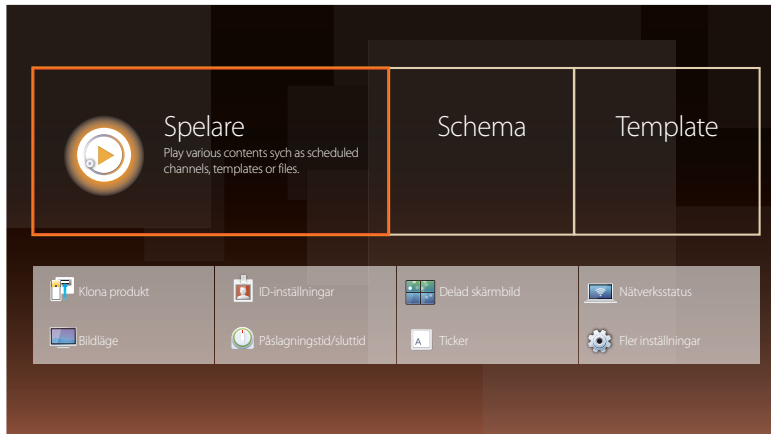 Spelare
Play various contents sych as scheduled
channels, templates or files.
Schema
Template
Klona produkt
ID-inställningar
Delad skärmbild
Nätverksstatus
Bildläge
Påslagningstid/sluttid
A
Ticker
Fler inställningar